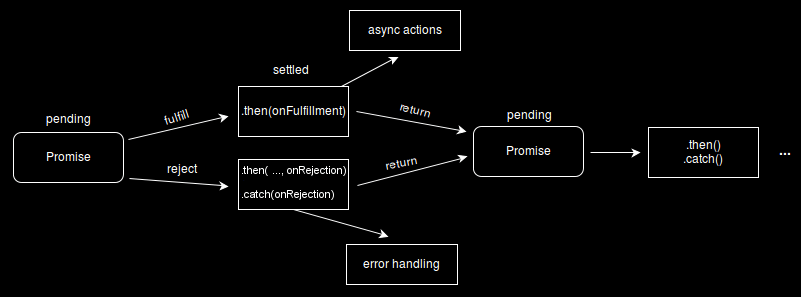 async actions
settled
pending
fulfill
.then(onFulfillment)
return
pending
Promise
reject
.then( ..., onRejection)
.catch(onRejection)
return
Promise
.then()
.catch()
...
error handling